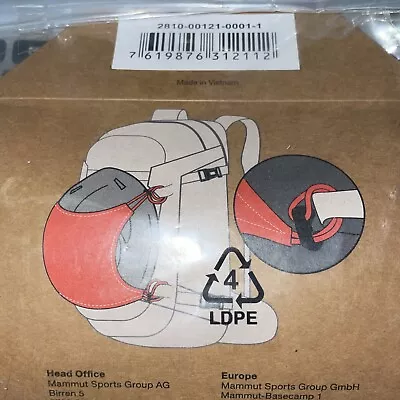 2810-00121-0001-1
7 619876 312112
Made in Vietnam
4
LDPE
Head Office
Mammut Sports Group AG
Birren 5
Europe
Mammut Sports Group GmbH
Mammut-Basecamp 1